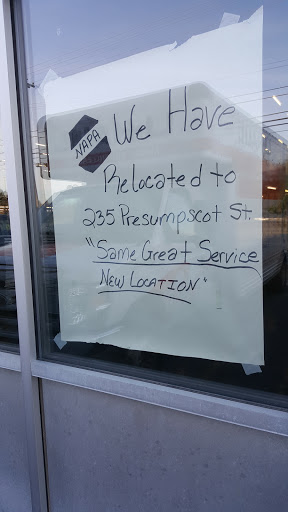 NAPA
We Have
Relocated to
235 Presumpscot St.
"Same Great Service
New Location"